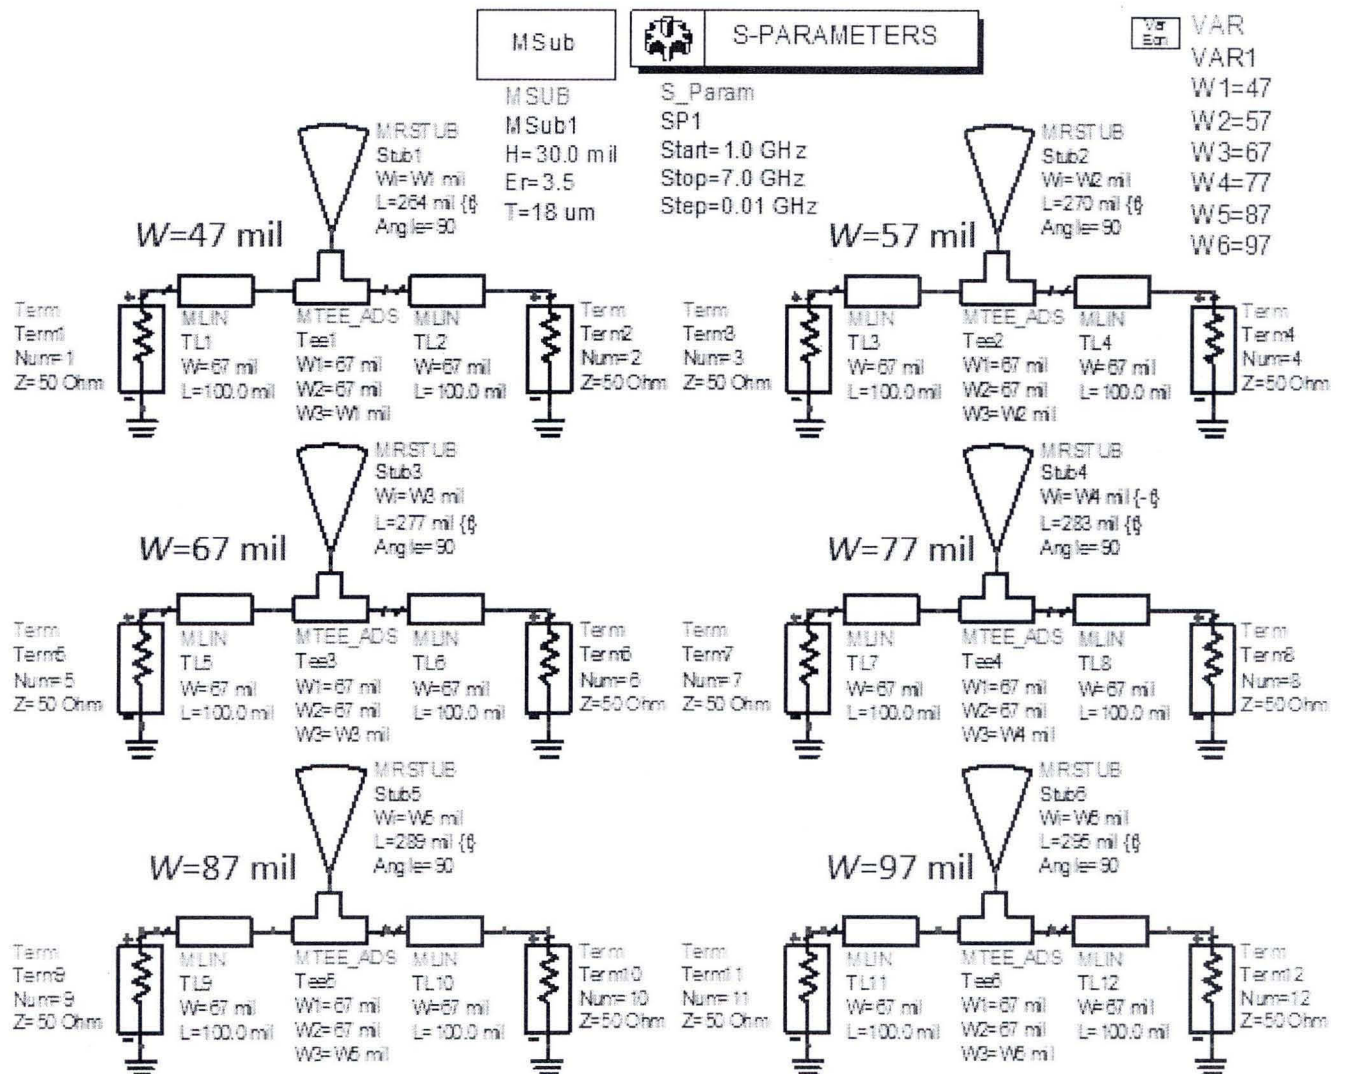 MSub
S-PARAMETERS
Var
Eqn
VAR
VAR1
W1=47
W2=57
W3=67
W4=77
W5=87
W6=97
MSUB
MSub1
H=30.0 mil
Er=3.5
T=18 um
S_Param
SP1
Start=1.0 GHz
Stop=7.0 GHz
Step=0.01 GHz
MRSTUB
Stub1
Wi=W1 mil
L=264 mil {t}
Angle=90
W=47 mil
Term
Term1
Num=1
Z=50 Ohm
MLIN
TL1
W=67 mil
L=100.0 mil
MTEE_ADS
Tee1
W1=67 mil
W2=67 mil
W3=W1 mil
MLIN
TL2
W=67 mil
L=100.0 mil
Term
Term2
Num=2
Z=50 Ohm
MRSTUB
Stub2
Wi=W2 mil
L=270 mil {t}
Angle=90
W=57 mil
Term
Term3
Num=3
Z=50 Ohm
MLIN
TL3
W=67 mil
L=100.0 mil
MTEE_ADS
Tee2
W1=67 mil
W2=67 mil
W3=W2 mil
MLIN
TL4
W=67 mil
L=100.0 mil
Term
Term4
Num=4
Z=50 Ohm
MRSTUB
Stub3
Wi=W3 mil
L=277 mil {t}
Angle=90
W=67 mil
Term
Term5
Num=5
Z=50 Ohm
MLIN
TL5
W=67 mil
L=100.0 mil
MTEE_ADS
Tee3
W1=67 mil
W2=67 mil
W3=W3 mil
MLIN
TL6
W=67 mil
L=100.0 mil
Term
Term6
Num=6
Z=50 Ohm
MRSTUB
Stub4
Wi=W4 mil {-t}
L=283 mil {t}
Angle=90
W=77 mil
Term
Term7
Num=7
Z=50 Ohm
MLIN
TL7
W=67 mil
L=100.0 mil
MTEE_ADS
Tee4
W1=67 mil
W2=67 mil
W3=W4 mil
MLIN
TL8
W=67 mil
L=100.0 mil
Term
Term8
Num=8
Z=50 Ohm
MRSTUB
Stub5
Wi=W5 mil
L=289 mil {t}
Angle=90
W=87 mil
Term
Term9
Num=9
Z=50 Ohm
MLIN
TL9
W=67 mil
L=100.0 mil
MTEE_ADS
Tee5
W1=67 mil
W2=67 mil
W3=W5 mil
MLIN
TL10
W=67 mil
L=100.0 mil
Term
Term10
Num=10
Z=50 Ohm
MRSTUB
Stub6
Wi=W6 mil
L=295 mil {t}
Angle=90
W=97 mil
Term
Term11
Num=11
Z=50 Ohm
MLIN
TL11
W=67 mil
L=100.0 mil
MTEE_ADS
Tee6
W1=67 mil
W2=67 mil
W3=W6 mil
MLIN
TL12
W=67 mil
L=100.0 mil
Term
Term12
Num=12
Z=50 Ohm